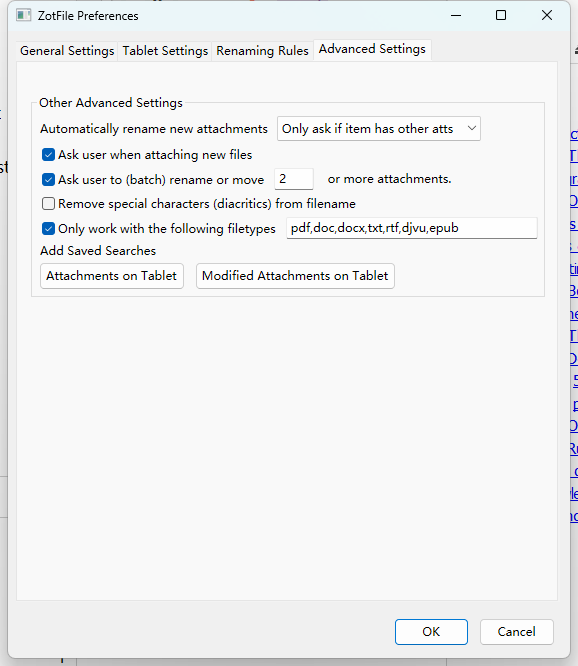 ZotFile Preferences
General Settings Tablet Settings Renaming Rules Advanced Settings
Other Advanced Settings
Automatically rename new attachments Only ask if item has other atts
Ask user when attaching new files
Ask user to (batch) rename or move 2 or more attachments.
Remove special characters (diacritics) from filename
Only work with the following filetypes pdf,doc,docx,txt,rtf,djvu,epub
Add Saved Searches
Attachments on Tablet Modified Attachments on Tablet
OK Cancel